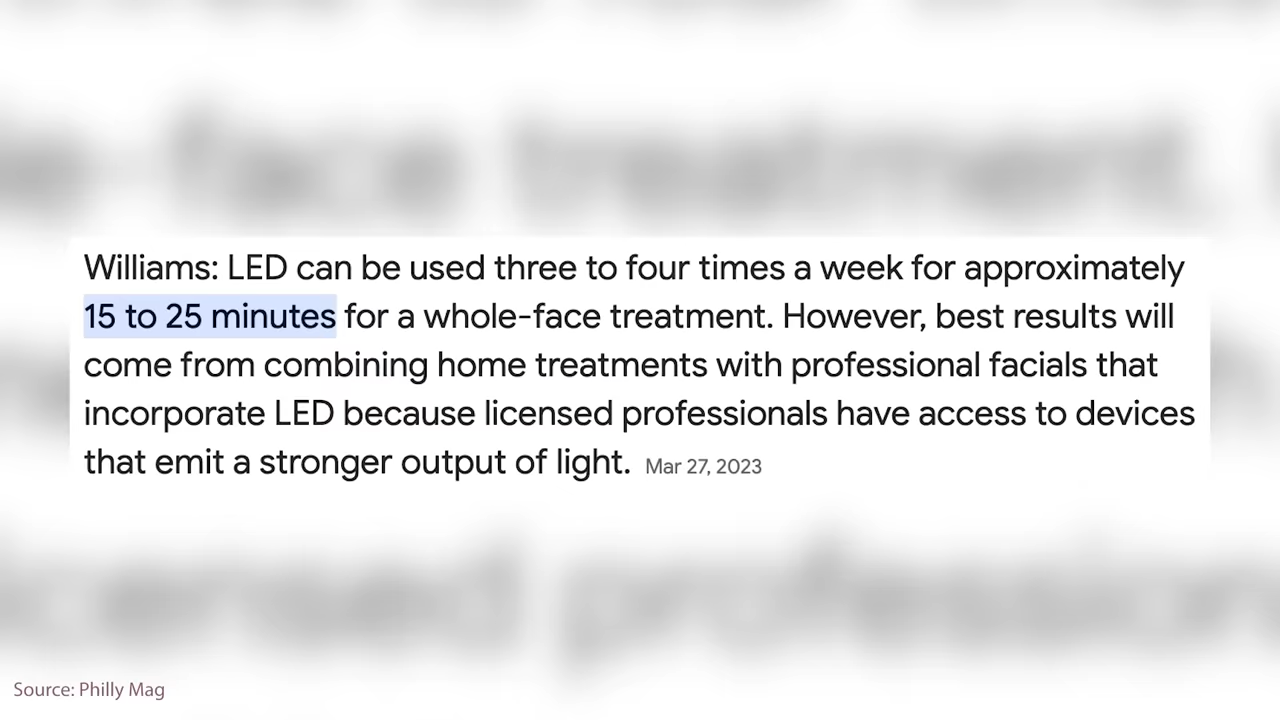 Williams: LED can be used three to four times a week for approximately
15 to 25 minutes for a whole-face treatment. However, best results will
come from combining home treatments with professional facials that
incorporate LED because licensed professionals have access to devices
that emit a stronger output of light. Mar 27, 2023
Source: Philly Mag